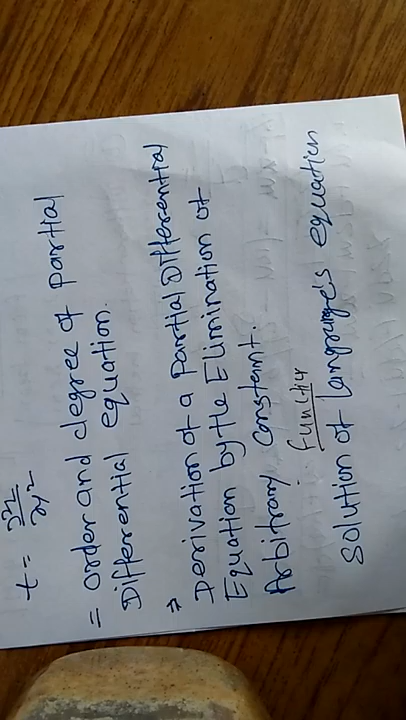 t = ∂²z/∂y²
= order and degree of partial
Differential equation.
⇒ Derivation of a partial Differential
Equation by the Elimination of
Arbitrary constant.
function
solution of langrange's equation